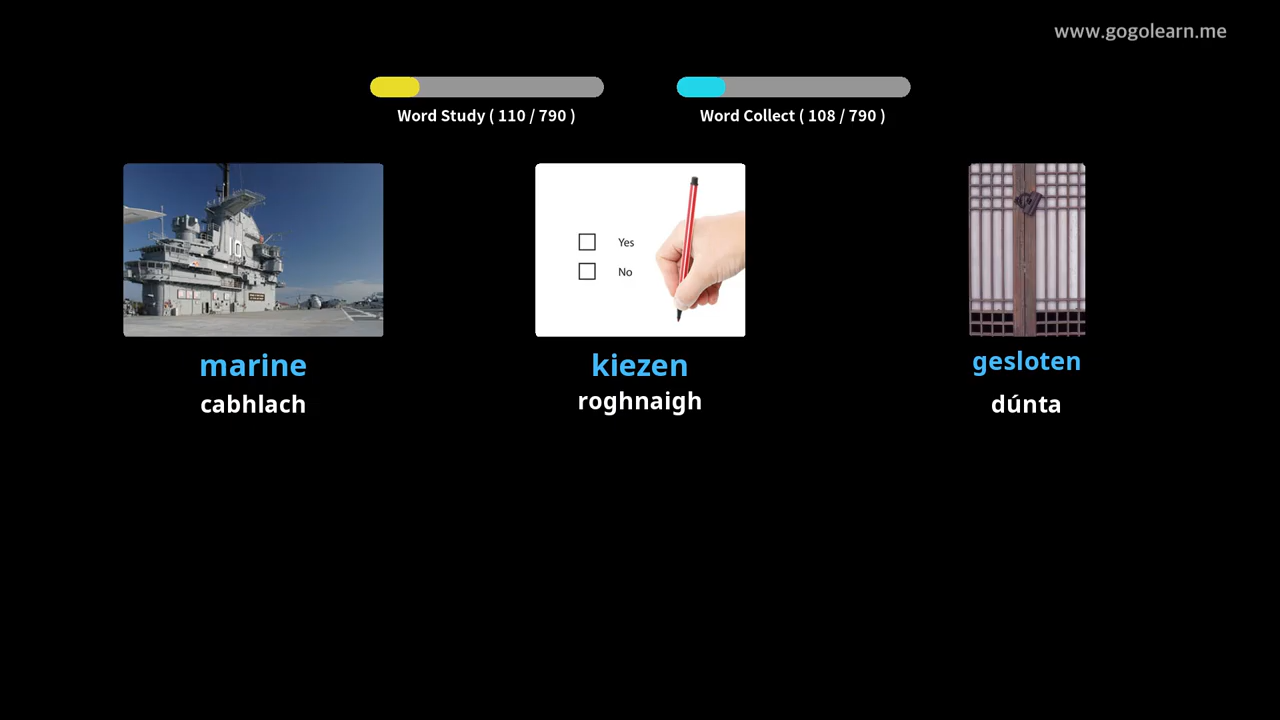 www.gogolearn.me
Word Study ( 110 / 790 )
Word Collect ( 108 / 790 )
10
Yes
No
marine
kiezen
gesloten
cabhlach
roghnaigh
dúnta